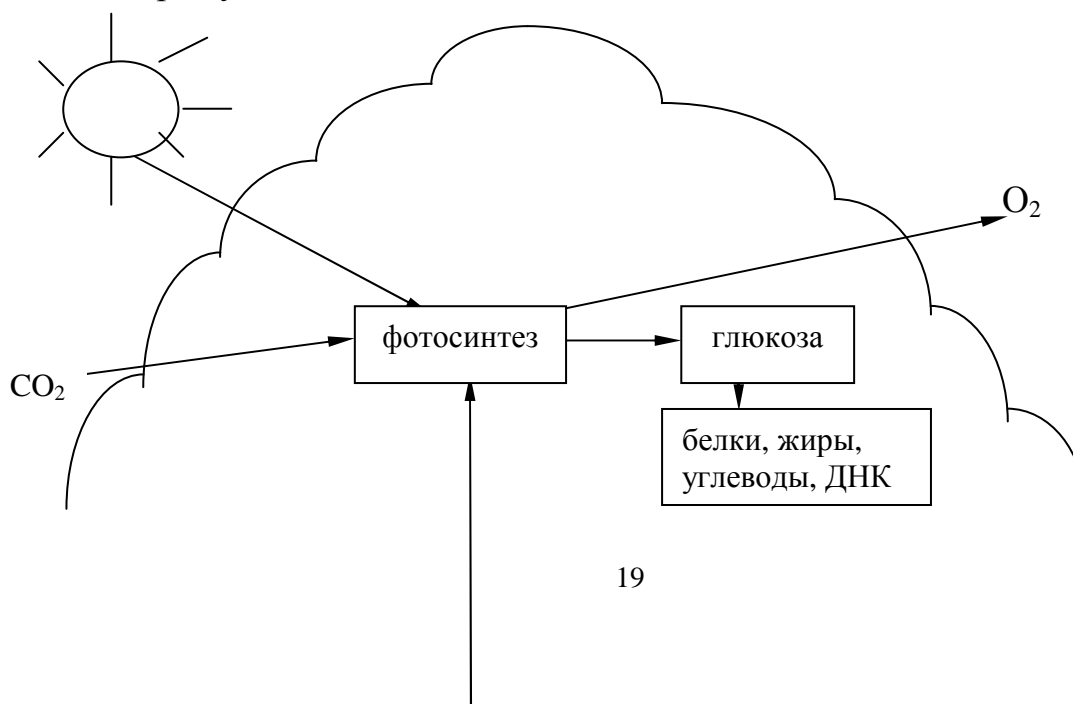 O₂
фотосинтез
глюкоза
CO₂
белки, жиры,
углеводы, ДНК
19